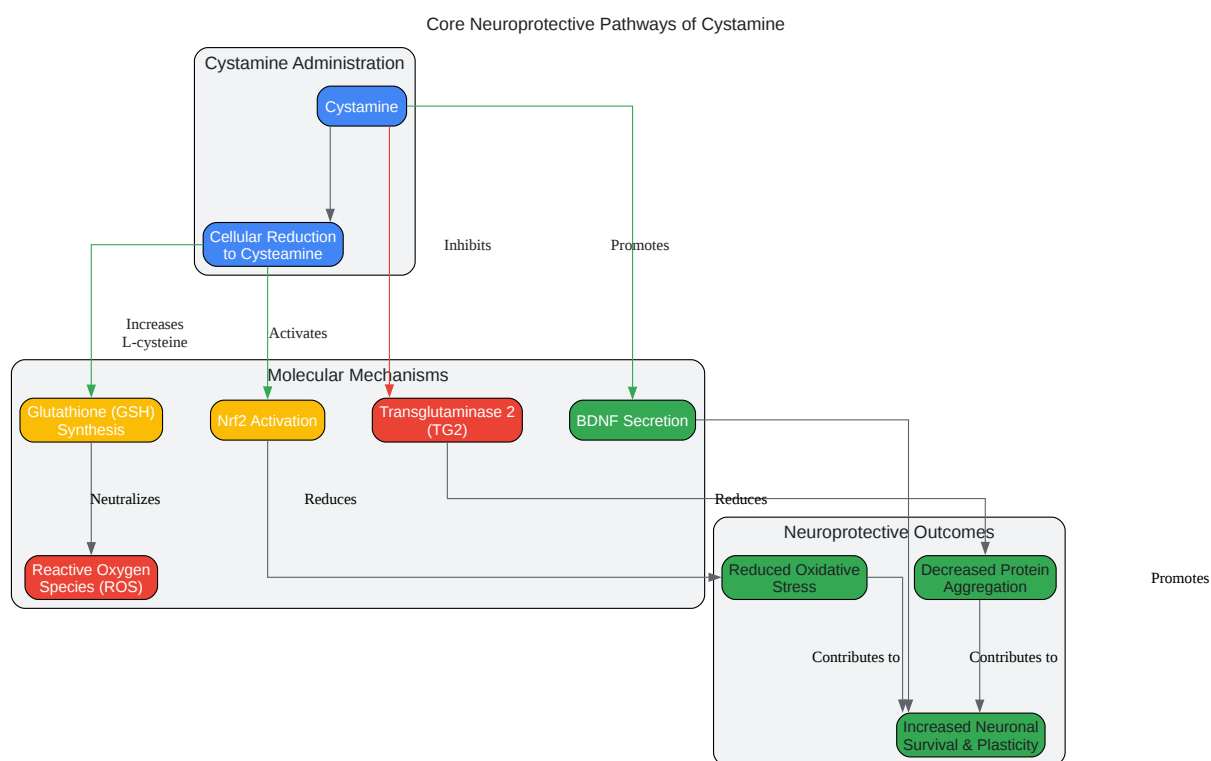 Core Neuroprotective Pathways of Cystamine
Cystamine Administration
Cystamine
Cellular Reduction
to Cysteamine
Inhibits
Promotes
Increases
L-cysteine
Activates
Molecular Mechanisms
Glutathione (GSH)
Synthesis
Nrf2 Activation
Transglutaminase 2
(TG2)
BDNF Secretion
Neutralizes
Reduces
Reduces
Neuroprotective Outcomes
Reactive Oxygen
Species (ROS)
Reduced Oxidative
Stress
Decreased Protein
Aggregation
Promotes
Contributes to
Contributes to
Increased Neuronal
Survival & Plasticity